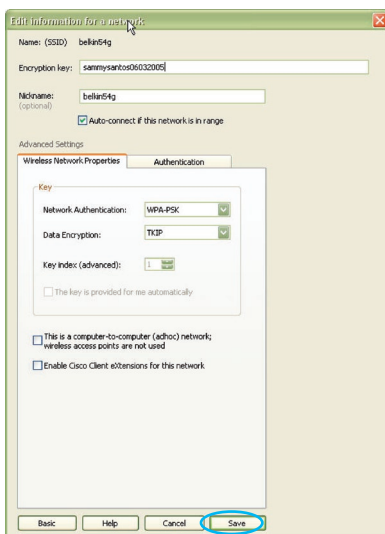 Edit information for a network
Name: (SSID) belkin54g
Encryption key: sammysantos06032005
Nickname: belkin54g
(optional)
Auto-connect if this network is in range
Advanced Settings
Wireless Network Properties Authentication
Key
Network Authentication: WPA-PSK
Data Encryption: TKIP
Key index (advanced): 1
The key is provided for me automatically
This is a computer-to-computer (adhoc) network;
wireless access points are not used
Enable Cisco Client eXtensions for this network
Basic Help Cancel Save